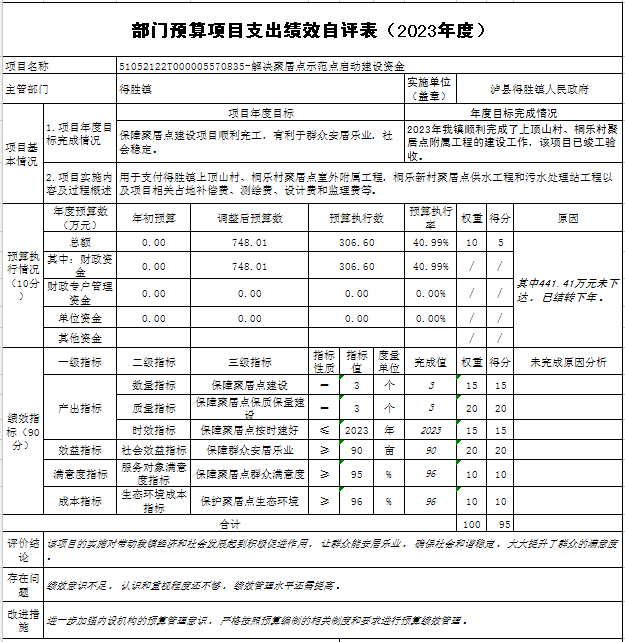 部门预算项目支出绩效自评表（2023年度）
项目名称 51052122T000005570835-解决聚居点示范点启动建设资金
主管部门 得胜镇 实施单位（盖章） 泸县得胜镇人民政府
项目基本情况 1. 项目年度目标完成情况 项目年度目标 年度目标完成情况
保障聚居点建设项目顺利完工，有利于群众安居乐业，社会稳定。 2023年我镇顺利完成了上顶山村、桐乐村聚居点附属工程的建设工作，该项目已竣工验收。
2. 项目实施内容及过程概述 用于支付得胜镇上顶山村、桐乐村聚居点室外附属工程，桐乐新村聚居点供水工程和污水处理站工程以及项目相关占地补偿费、测绘费、设计费和监理费等。
预算执行情况（10分） 年度预算数（万元） 年初预算 调整后预算数 预算执行数 预算执行率 权重 得分 原因
总额 0.00 748.01 306.60 40.99% 10 5 其中441.41万元未下达，已结转下年。
其中：财政资金 0.00 748.01 306.60 40.99% / /
财政专户管理资金 0.00 0.00 0.00 0.00% / /
单位资金 0.00 0.00 0.00 0.00% / /
其他资金 / /
绩效指标（90分） 一级指标 二级指标 三级指标 指标性质 指标值 度量单位 完成值 权重 得分 未完成原因分析
产出指标 数量指标 保障聚居点建设 ＝ 3 个 3 15 15
质量指标 保障聚居点保质保量建设 ＝ 3 个 3 20 20
时效指标 保障聚居点按时建好 ≤ 2023 年 2023 15 15
效益指标 社会效益指标 保障群众安居乐业 ≥ 90 亩 90 20 20
满意度指标 服务对象满意度指标 保障聚居点群众满意度 ≥ 95 % 96 10 10
成本指标 生态环境成本指标 保护聚居点生态环境 ≥ 96 % 96 10 10
合计 100 95
评价结论 该项目的实施对带动我镇经济和社会发展起到积极促进作用，让群众能安居乐业，确保社会和谐稳定，大大提升了群众的满意度。
存在问题 绩效意识不足，认识和重视程度还不够，绩效管理水平还需提高。
改进措施 进一步加强内设机构的预算管理意识，严格按照预算编制的相关制度和要求进行预算绩效管理。